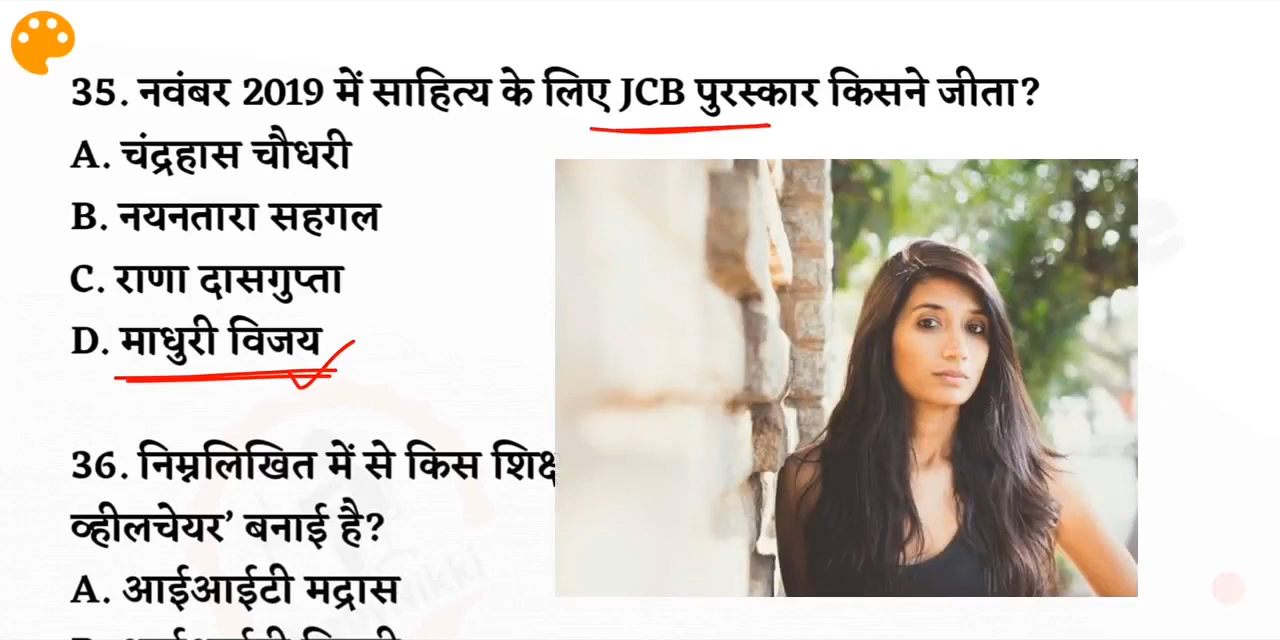 35. नवंबर 2019 में साहित्य के लिए JCB पुरस्कार किसने जीता?
A. चंद्रहास चौधरी
B. नयनतारा सहगल
C. राणा दासगुप्ता
D. माधुरी विजय
36. निम्नलिखित में से किस
व्हीलचेयर’ बनाई है?
A. आईआईटी मद्रास